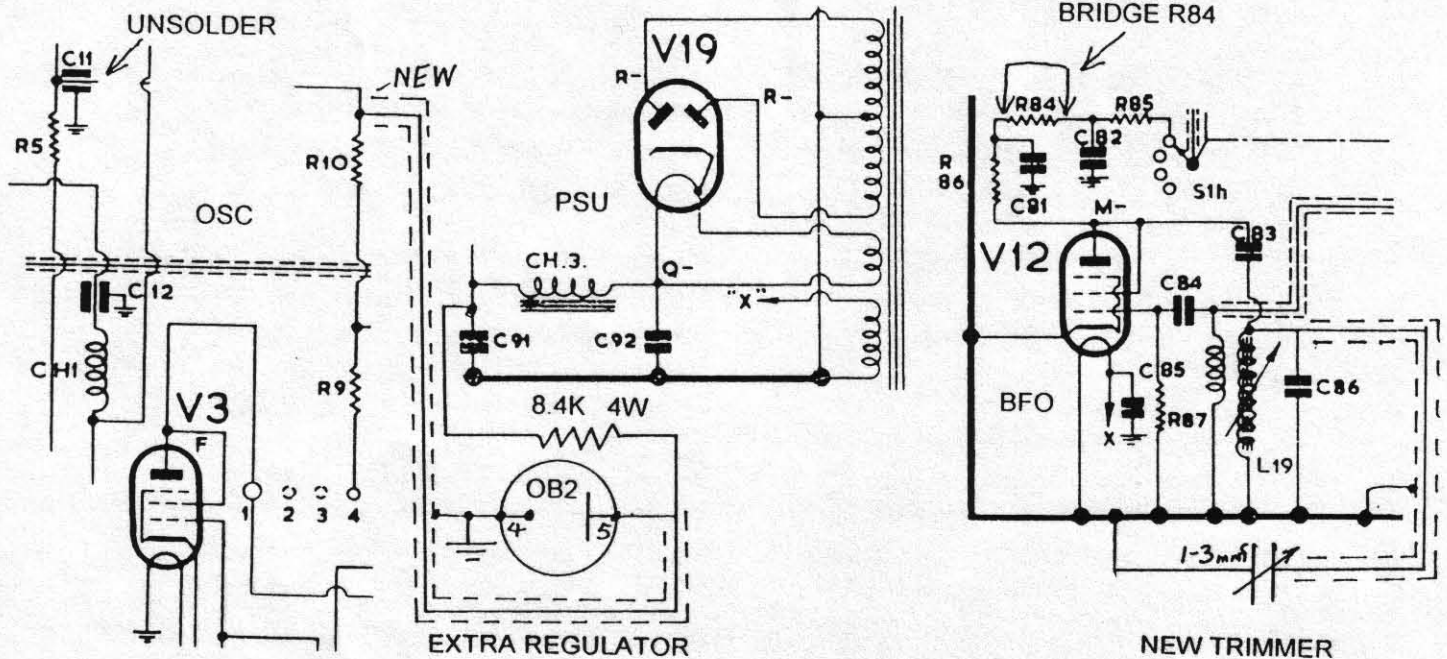 UNSOLDER
C11
R5
OSC
C12
CH1
V3
F
1 2 3 4
NEW
R10
R9
V19
R-
R-
PSU
CH.3.
Q-
"X"
C91
C92
8.4K 4W
OB2
4
5
EXTRA REGULATOR
BRIDGE R84
R84
R85
R
86
C81
C82
S1h
M-
V12
C83
C84
BFO
C85
R87
X
C86
L19
1-3mmf
NEW TRIMMER